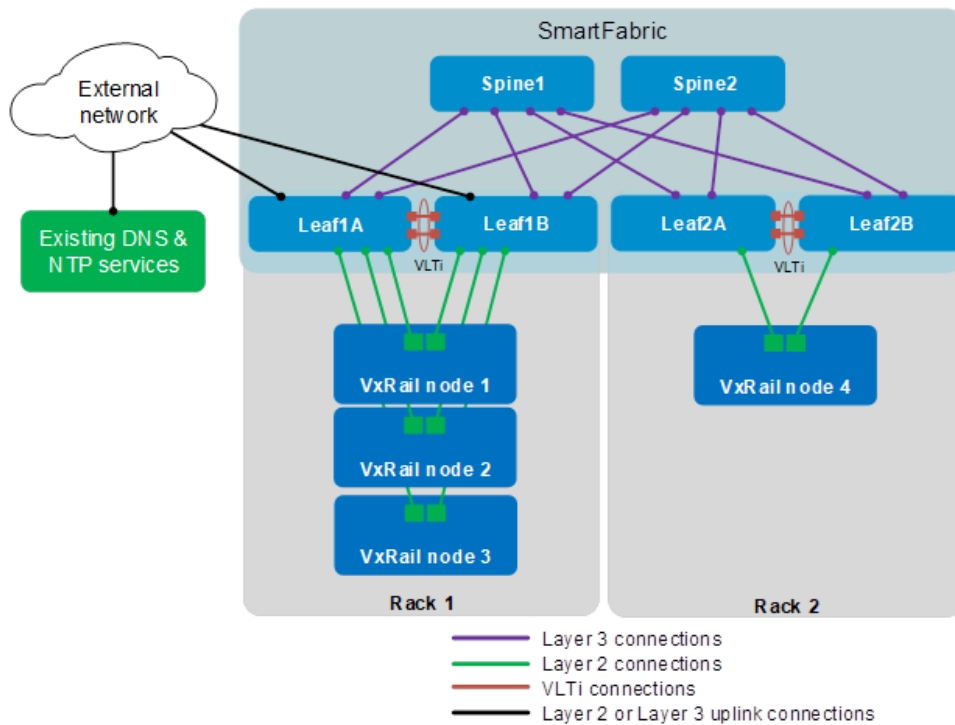 SmartFabric
Spine1
Spine2
External
network
Leaf1A
Leaf1B
Leaf2A
Leaf2B
VLTi
VLTi
Existing DNS &
NTP services
VxRail node 1
VxRail node 2
VxRail node 3
VxRail node 4
Rack 1
Rack 2
Layer 3 connections
Layer 2 connections
VLTi connections
Layer 2 or Layer 3 uplink connections